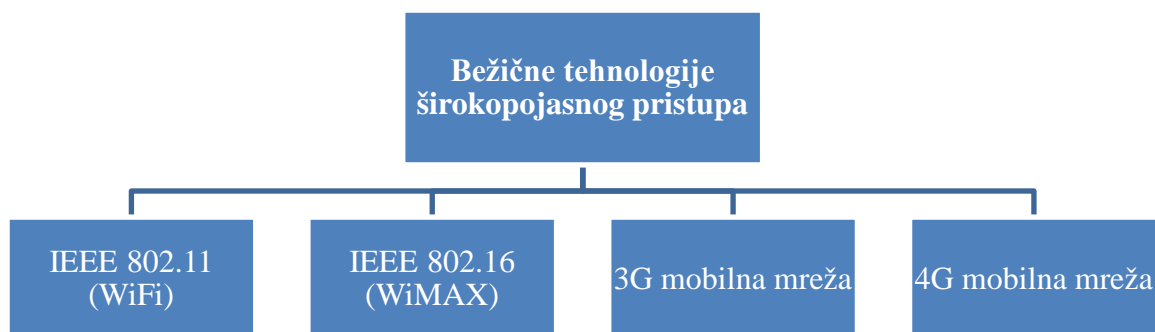 Bežične tehnologije
širokopojasnog pristupa
IEEE 802.11
(WiFi)
IEEE 802.16
(WiMAX)
3G mobilna mreža
4G mobilna mreža